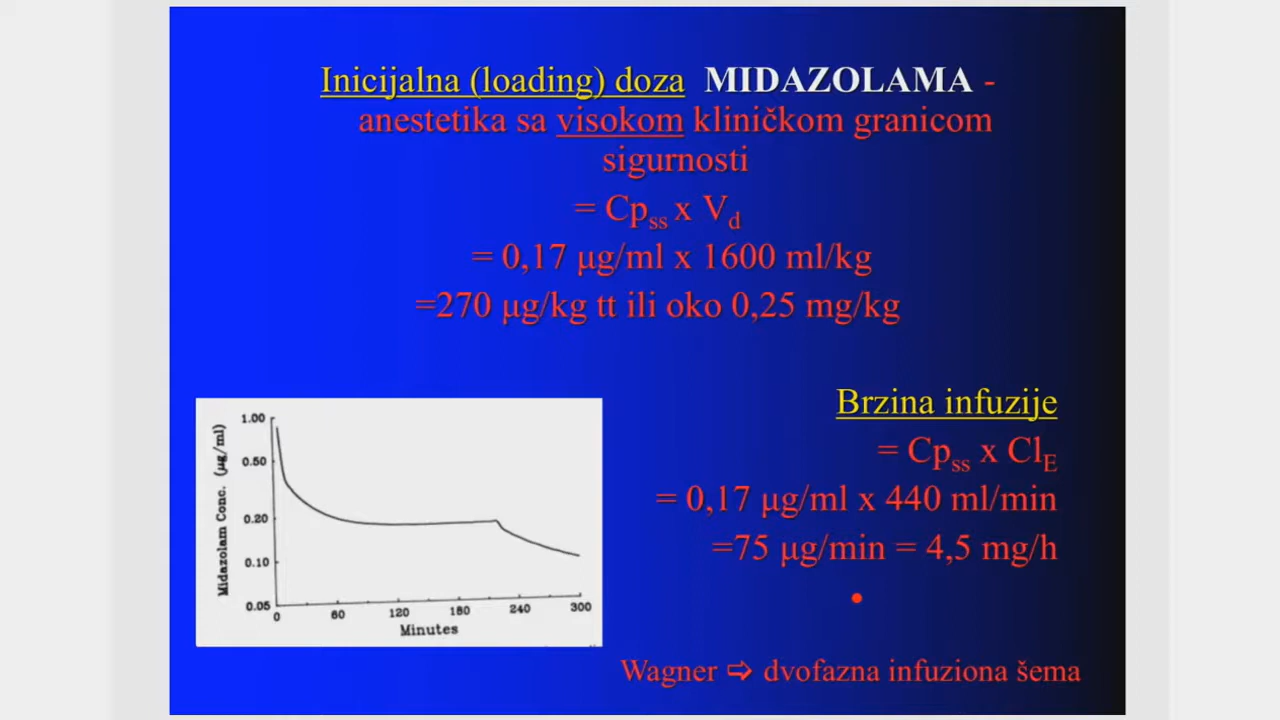 Inicijalna (loading) doza MIDAZOLAMA -
anestetika sa visokom kliničkom granicom
sigurnosti
= Cpss x Vd
= 0,17 µg/ml x 1600 ml/kg
=270 µg/kg tt ili oko 0,25 mg/kg
Midazolam Conc. (µg/ml)
1.00
0.50
0.20
0.10
0.05
0 60 120 180 240 300
Minutes
Brzina infuzije
= Cpss x ClE
= 0,17 µg/ml x 440 ml/min
=75 µg/min = 4,5 mg/h
Wagner ⇨ dvofazna infuziona šema